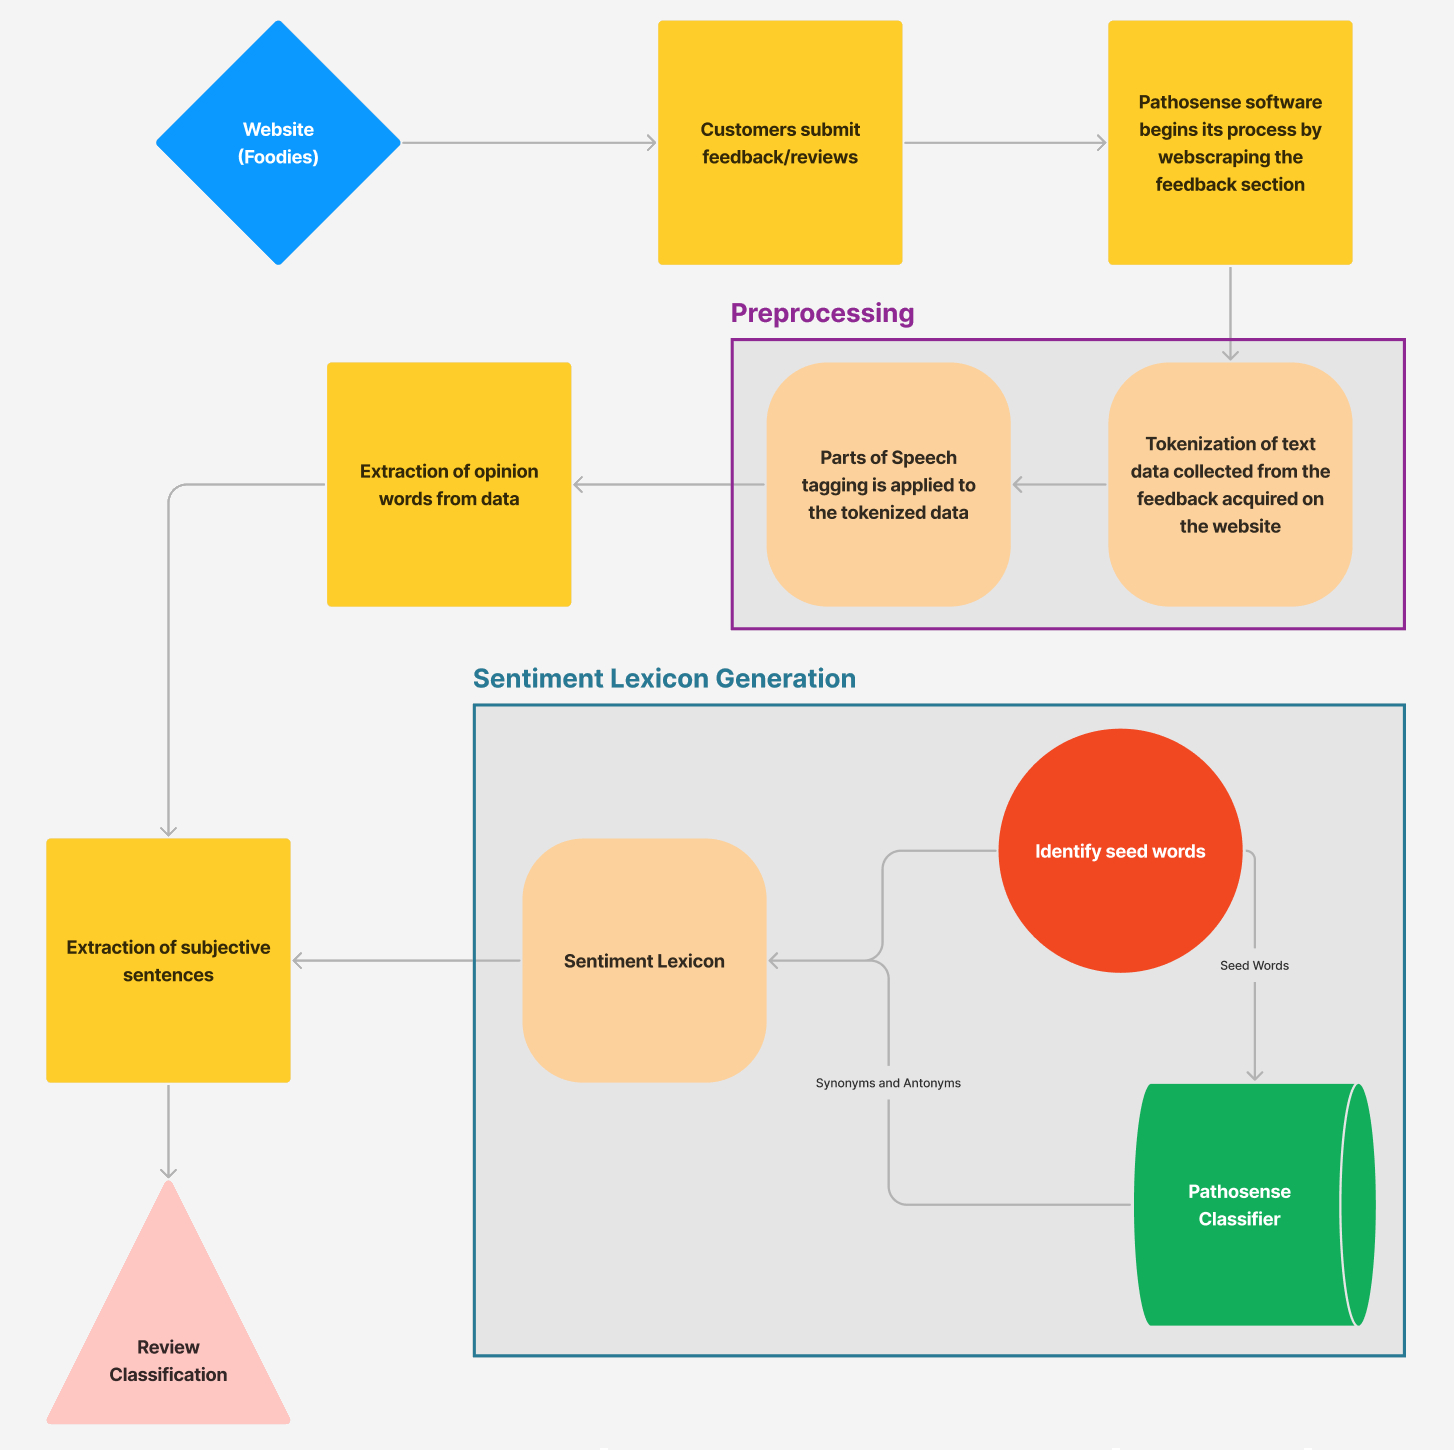 Website
(Foodies)
Customers submit
feedback/reviews
Pathosense software
begins its process by
webscraping the
feedback section
Preprocessing
Tokenization of text
data collected from the
feedback acquired on
the website
Parts of Speech
tagging is applied to
the tokenized data
Extraction of opinion
words from data
Sentiment Lexicon Generation
Identify seed words
Seed Words
Pathosense
Classifier
Synonyms and Antonyms
Sentiment Lexicon
Extraction of subjective
sentences
Review
Classification